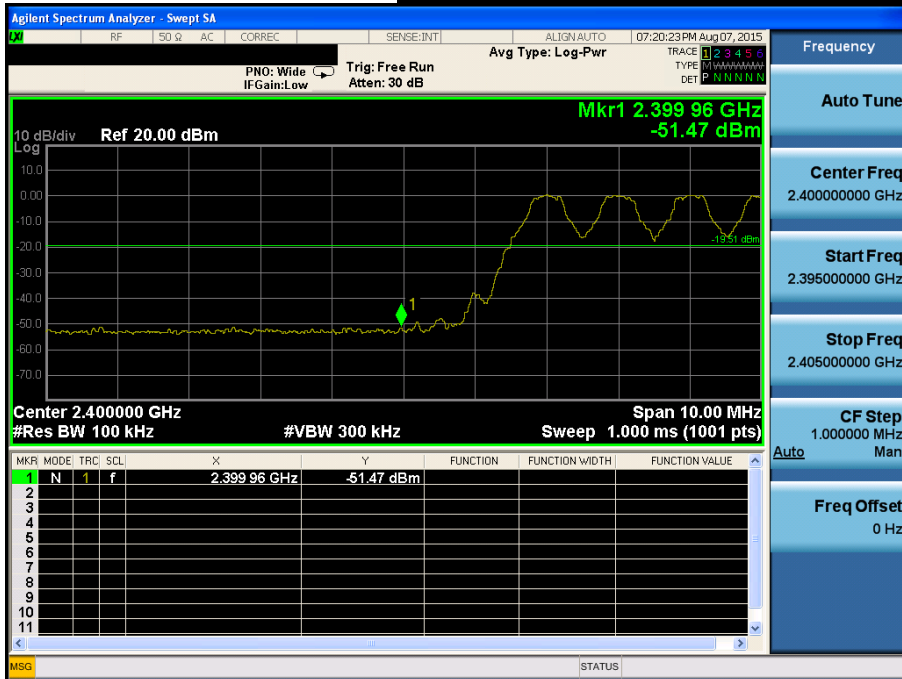 Agilent Spectrum Analyzer - Swept SA
LXI RF 50 Ω AC CORREC SENSE:INT ALIGN AUTO 07:20:23 PM Aug 07, 2015
Frequency
Avg Type: Log-Pwr
TRACE 1 2 3 4 5 6
TYPE M W W W W W
DET P N N N N N
PNO: Wide
IFGain:Low
Trig: Free Run
Atten: 30 dB
Auto Tune
Mkr1 2.399 96 GHz
-51.47 dBm
10 dB/div Ref 20.00 dBm
Log
10.0
0.00
-10.0
-20.0
-30.0
-40.0
-50.0
-60.0
-70.0
1
-19.51 dBm
Center Freq
2.400000000 GHz
Start Freq
2.395000000 GHz
Stop Freq
2.405000000 GHz
Center 2.400000 GHz Span 10.00 MHz
#Res BW 100 kHz #VBW 300 kHz Sweep 1.000 ms (1001 pts)
CF Step
1.000000 MHz
Auto Man
MKR MODE TRC SCL X Y FUNCTION FUNCTION WIDTH FUNCTION VALUE
1 N 1 f 2.399 96 GHz -51.47 dBm
2
3
4
5
6
7
8
9
10
11
Freq Offset
0 Hz
MSG STATUS